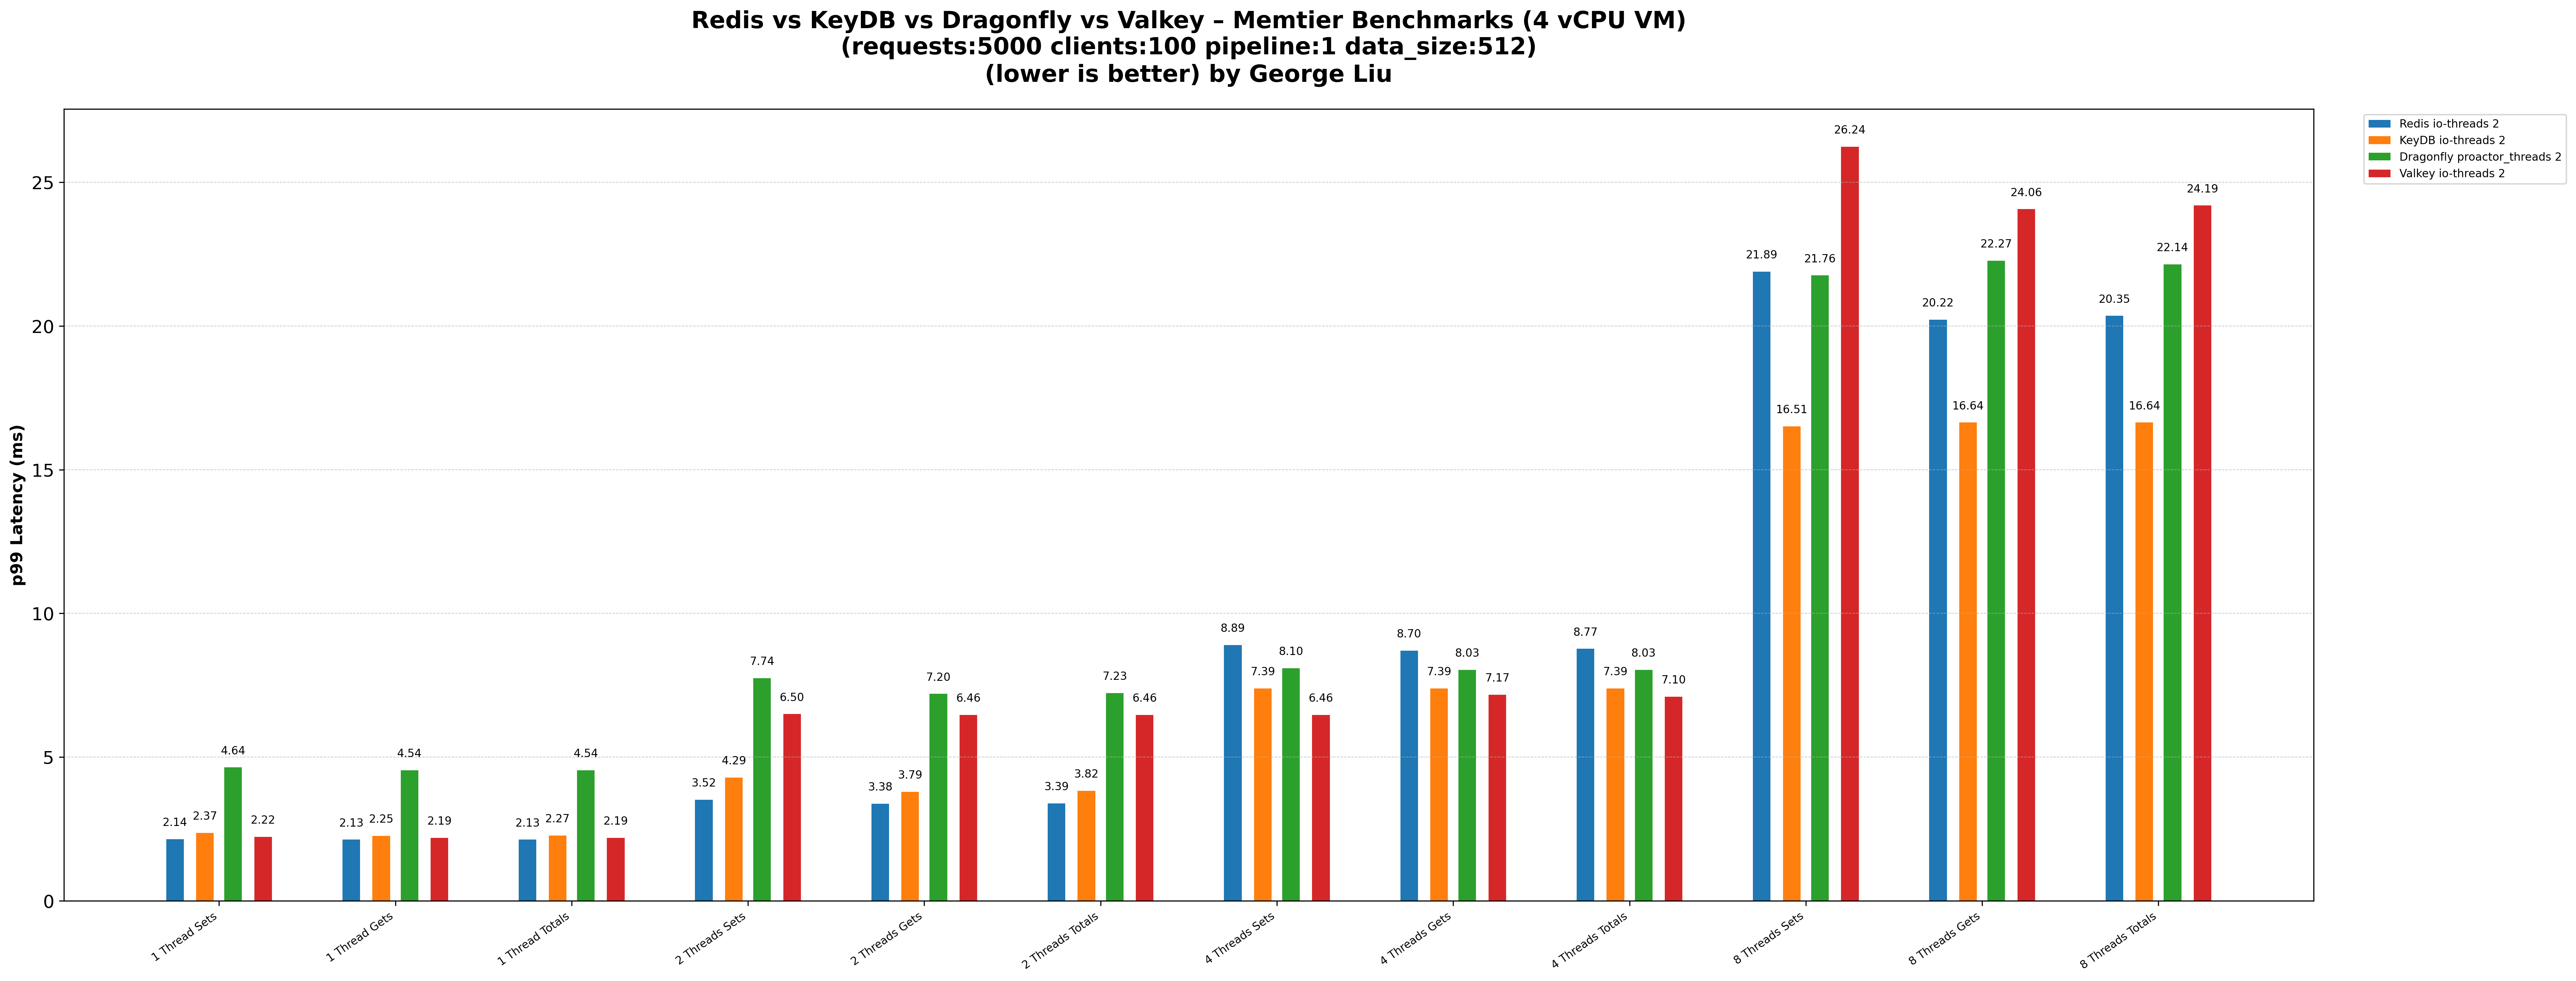 Redis vs KeyDB vs Dragonfly vs Valkey – Memtier Benchmarks (4 vCPU VM)
(requests:5000 clients:100 pipeline:1 data_size:512)
(lower is better) by George Liu
Redis io-threads 2
KeyDB io-threads 2
Dragonfly proactor_threads 2
Valkey io-threads 2
p99 Latency (ms)
25
20
15
10
5
0
2.14 2.37 4.64 2.22
2.13 2.25 4.54 2.19
2.13 2.27 4.54 2.19
3.52 4.29 7.74 6.50
3.38 3.79 7.20 6.46
3.39 3.82 7.23 6.46
8.89 7.39 8.10 6.46
8.70 7.39 8.03 7.17
8.77 7.39 8.03 7.10
21.89 16.51 21.76 26.24
20.22 16.64 22.27 24.06
20.35 16.64 22.14 24.19
1 Thread Sets
1 Thread Gets
1 Thread Totals
2 Threads Sets
2 Threads Gets
2 Threads Totals
4 Threads Sets
4 Threads Gets
4 Threads Totals
8 Threads Sets
8 Threads Gets
8 Threads Totals